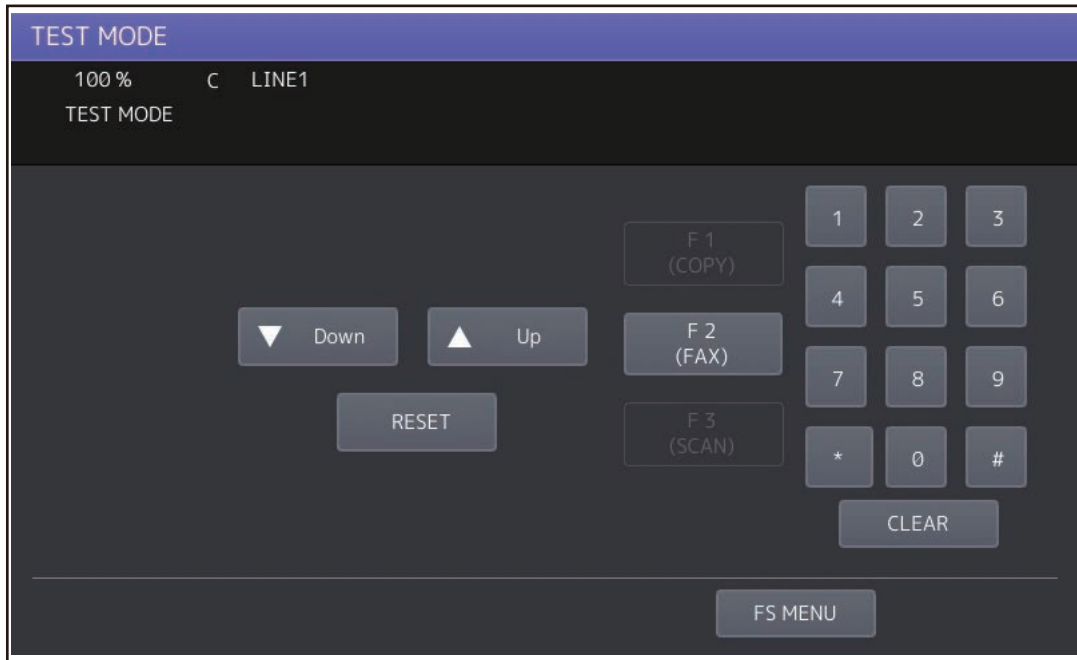 TEST MODE
100 % C LINE1
TEST MODE
1 2 3
F 1
(COPY)
4 5 6
▼ Down ▲ Up
F 2
(FAX)
7 8 9
RESET
F 3
(SCAN)
* 0 #
CLEAR
FS MENU